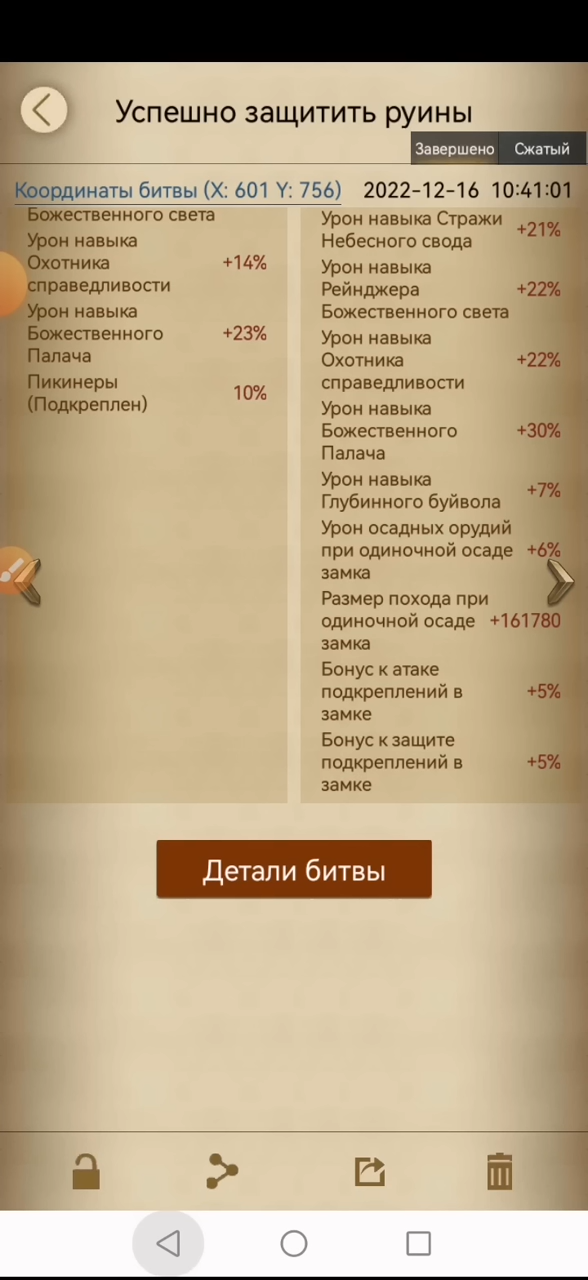 Успешно защитить руины
Завершено
Сжатый
Координаты битвы (X: 601 Y: 756)
2022-12-16 10:41:01
Божественного света
Урон навыка
Охотника +14%
справедливости
Урон навыка
Божественного +23%
Палача
Пикинеры
(Подкреплен) 10%
Урон навыка Стражи
Небесного свода +21%
Урон навыка
Рейнджера +22%
Божественного света
Урон навыка
Охотника +22%
справедливости
Урон навыка
Божественного +30%
Палача
Урон навыка
Глубинного буйвола +7%
Урон осадных орудий
при одиночной осаде +6%
замка
Размер похода при
одиночной осаде +161780
замка
Бонус к атаке
подкреплений в +5%
замке
Бонус к защите
подкреплений в +5%
замке
Детали битвы